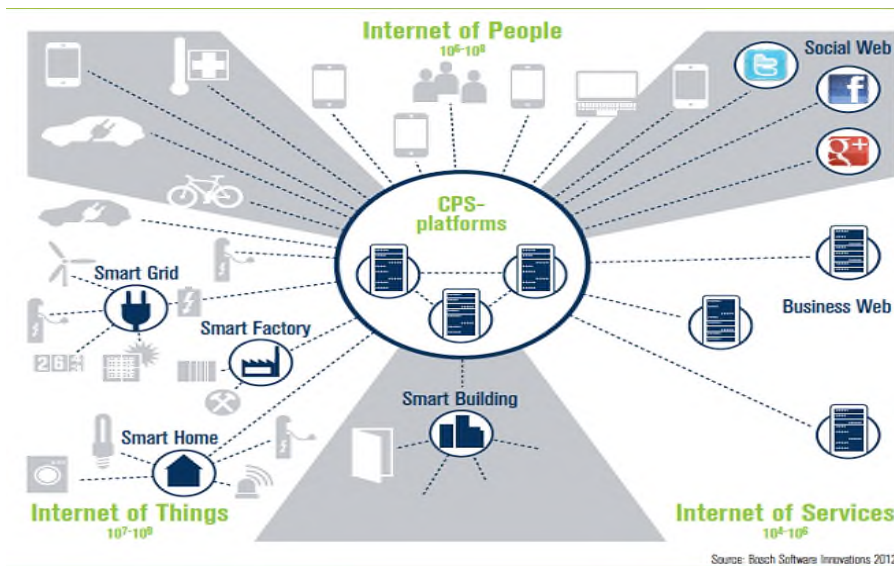 Internet of People
10⁶-10⁸
Social Web
CPS-
platforms
Smart Grid
Smart Factory
Business Web
Smart Building
Smart Home
Internet of Things
10⁷-10⁹
Internet of Services
10⁴-10⁶
Source: Bosch Software Innovations 2012